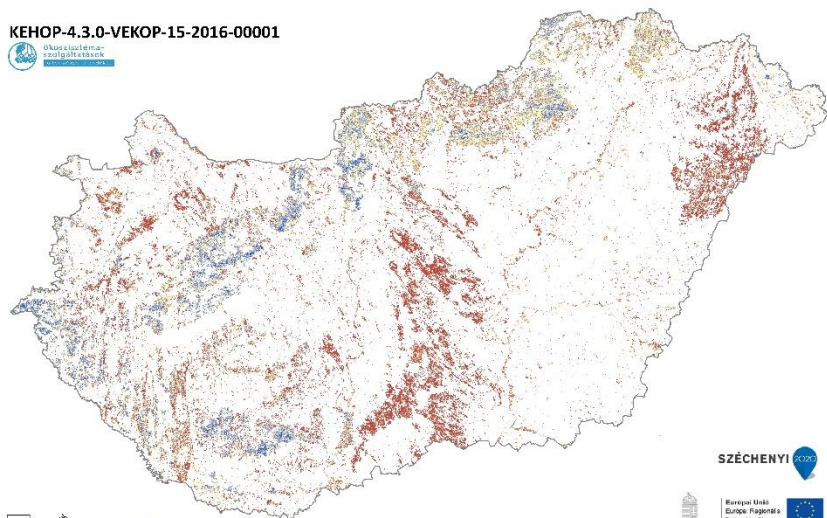 KEHOP-4.3.0-VEKOP-15-2016-00001
ökoszisztéma-
szolgáltatások
SZÉCHENYI 2020
Európai Unió
Európai Regionális